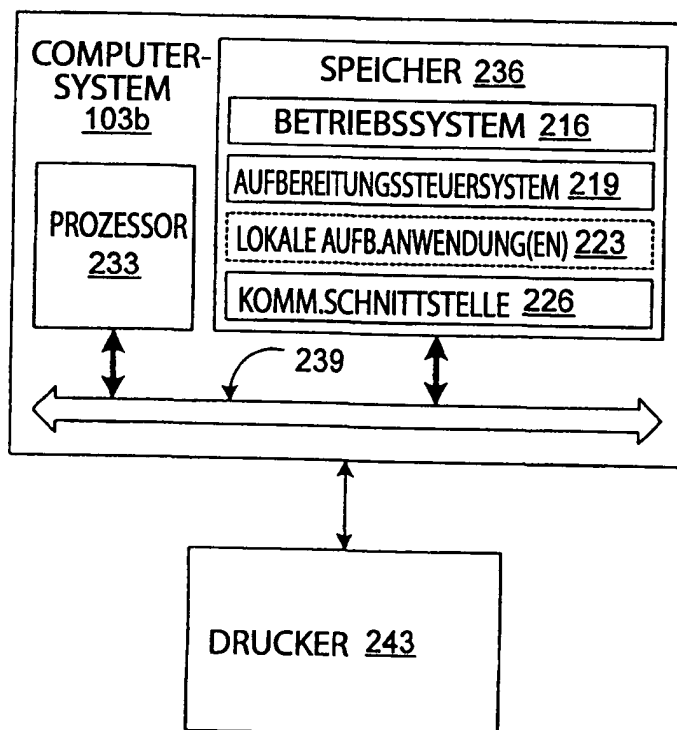 COMPUTER-
SYSTEM
103b
PROZESSOR
233
SPEICHER 236
BETRIEBSSYSTEM 216
AUFBEREITUNGSSTEUERSYSTEM 219
LOKALE AUFB.ANWENDUNG(EN) 223
KOMM.SCHNITTSTELLE 226
239
DRUCKER 243